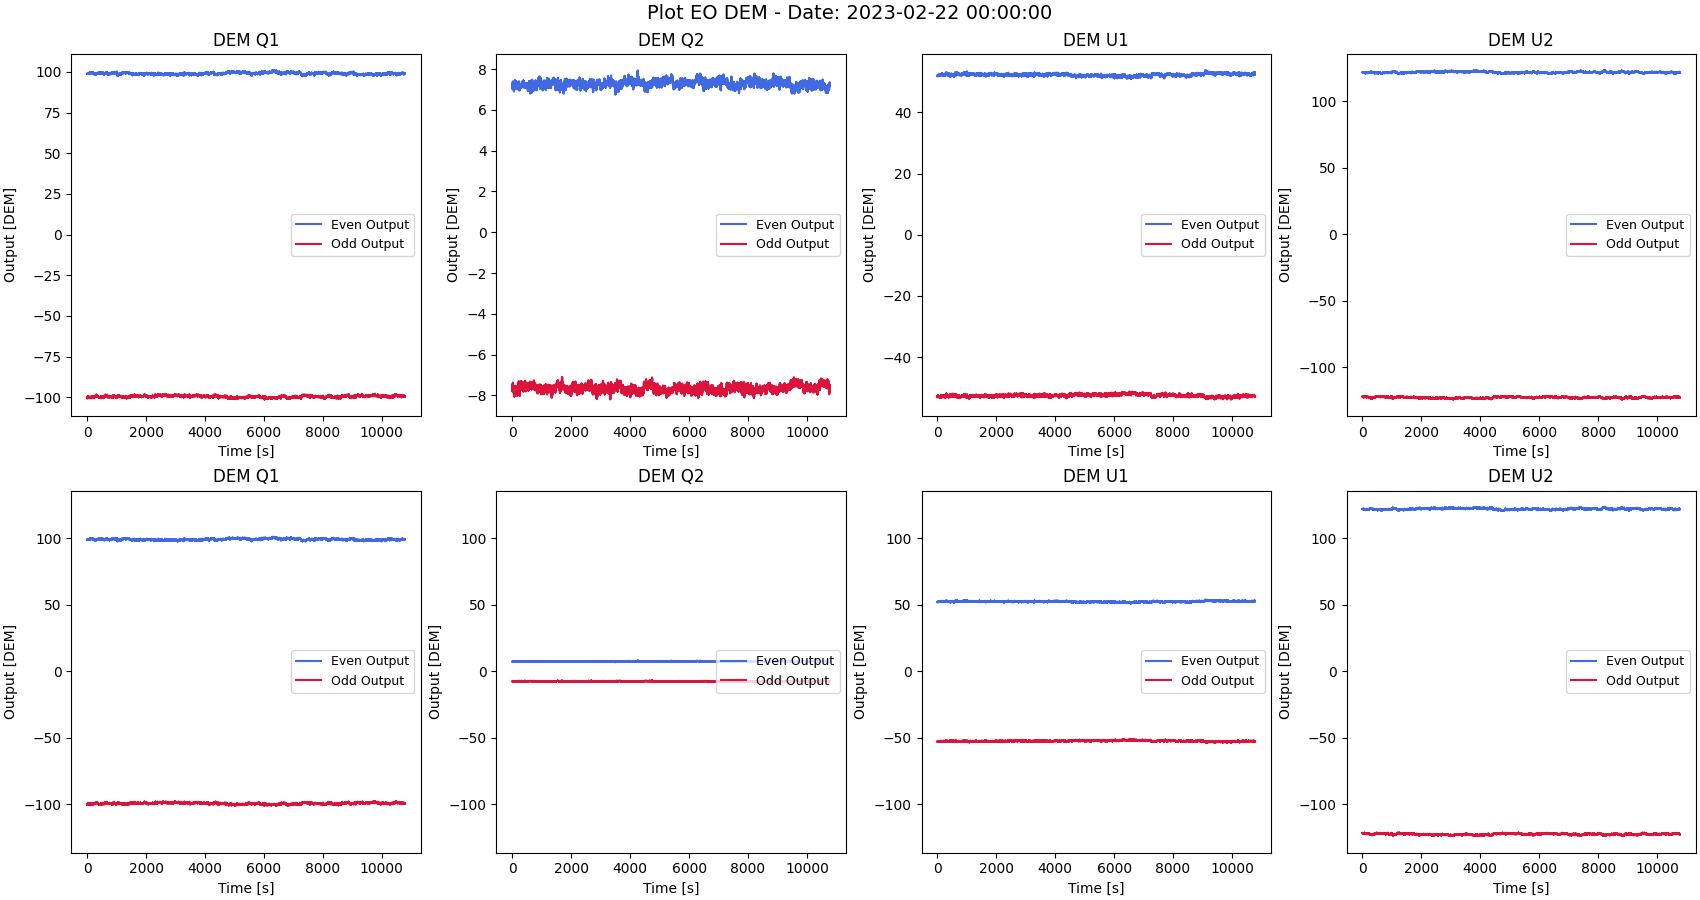 Plot EO DEM - Date: 2023-02-22 00:00:00
DEM Q1
100
75
50
25
0
−25
−50
−75
−100
Output [DEM]
Even Output
Odd Output
0 2000 4000 6000 8000 10000
Time [s]
DEM Q2
8
6
4
2
0
−2
−4
−6
−8
Output [DEM]
Even Output
Odd Output
0 2000 4000 6000 8000 10000
Time [s]
DEM U1
40
20
0
−20
−40
Output [DEM]
Even Output
Odd Output
0 2000 4000 6000 8000 10000
Time [s]
DEM U2
100
50
0
−50
−100
Output [DEM]
Even Output
Odd Output
0 2000 4000 6000 8000 10000
Time [s]
DEM Q1
100
50
0
−50
−100
Output [DEM]
Even Output
Odd Output
0 2000 4000 6000 8000 10000
Time [s]
DEM Q2
100
50
0
−50
−100
Output [DEM]
Even Output
Odd Output
0 2000 4000 6000 8000 10000
Time [s]
DEM U1
100
50
0
−50
−100
Output [DEM]
Even Output
Odd Output
0 2000 4000 6000 8000 10000
Time [s]
DEM U2
100
50
0
−50
−100
Output [DEM]
Even Output
Odd Output
0 2000 4000 6000 8000 10000
Time [s]